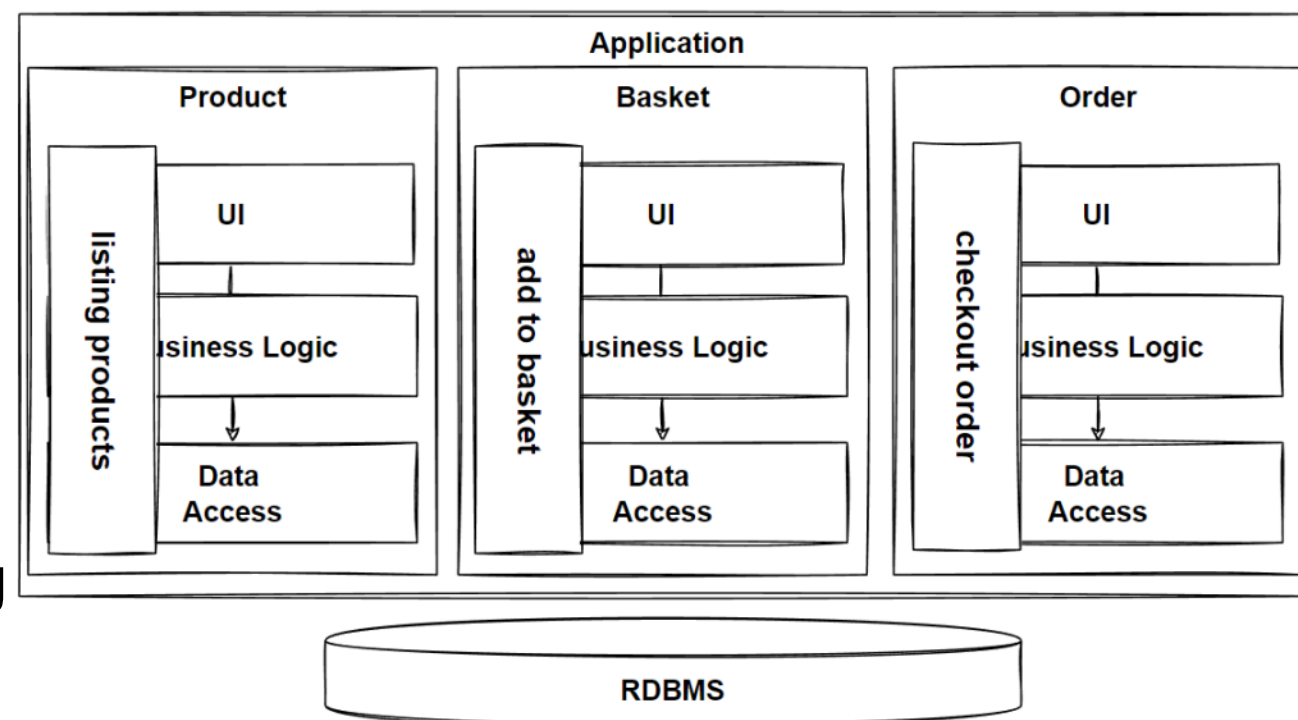 Application
Product
Basket
Order
listing products
UI
usiness Logic
Data
Access
add to basket
UI
usiness Logic
Data
Access
checkout order
UI
usiness Logic
Data
Access
g
RDBMS